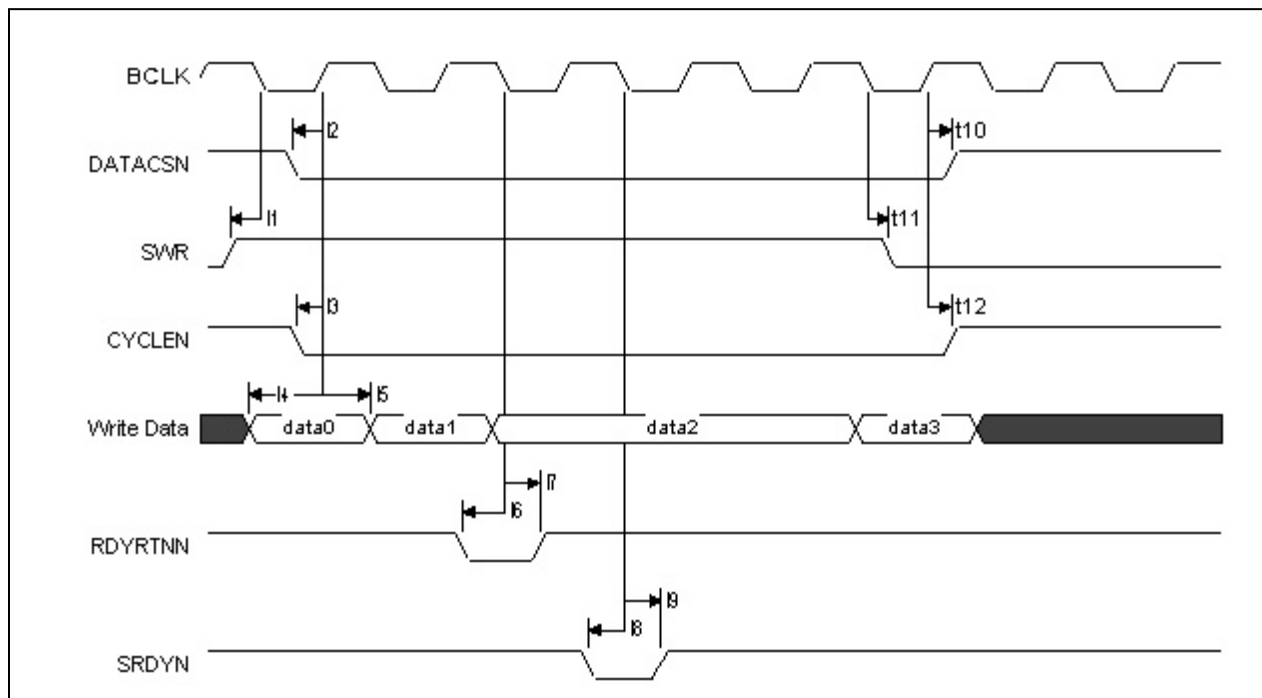 BCLK
t2
t10
DATACSN
t1
t11
SWR
t3
t12
CYCLEN
t4
t5
Write Data
data0
data1
data2
data3
t7
t6
RDYRTNN
t9
t8
SRDYN